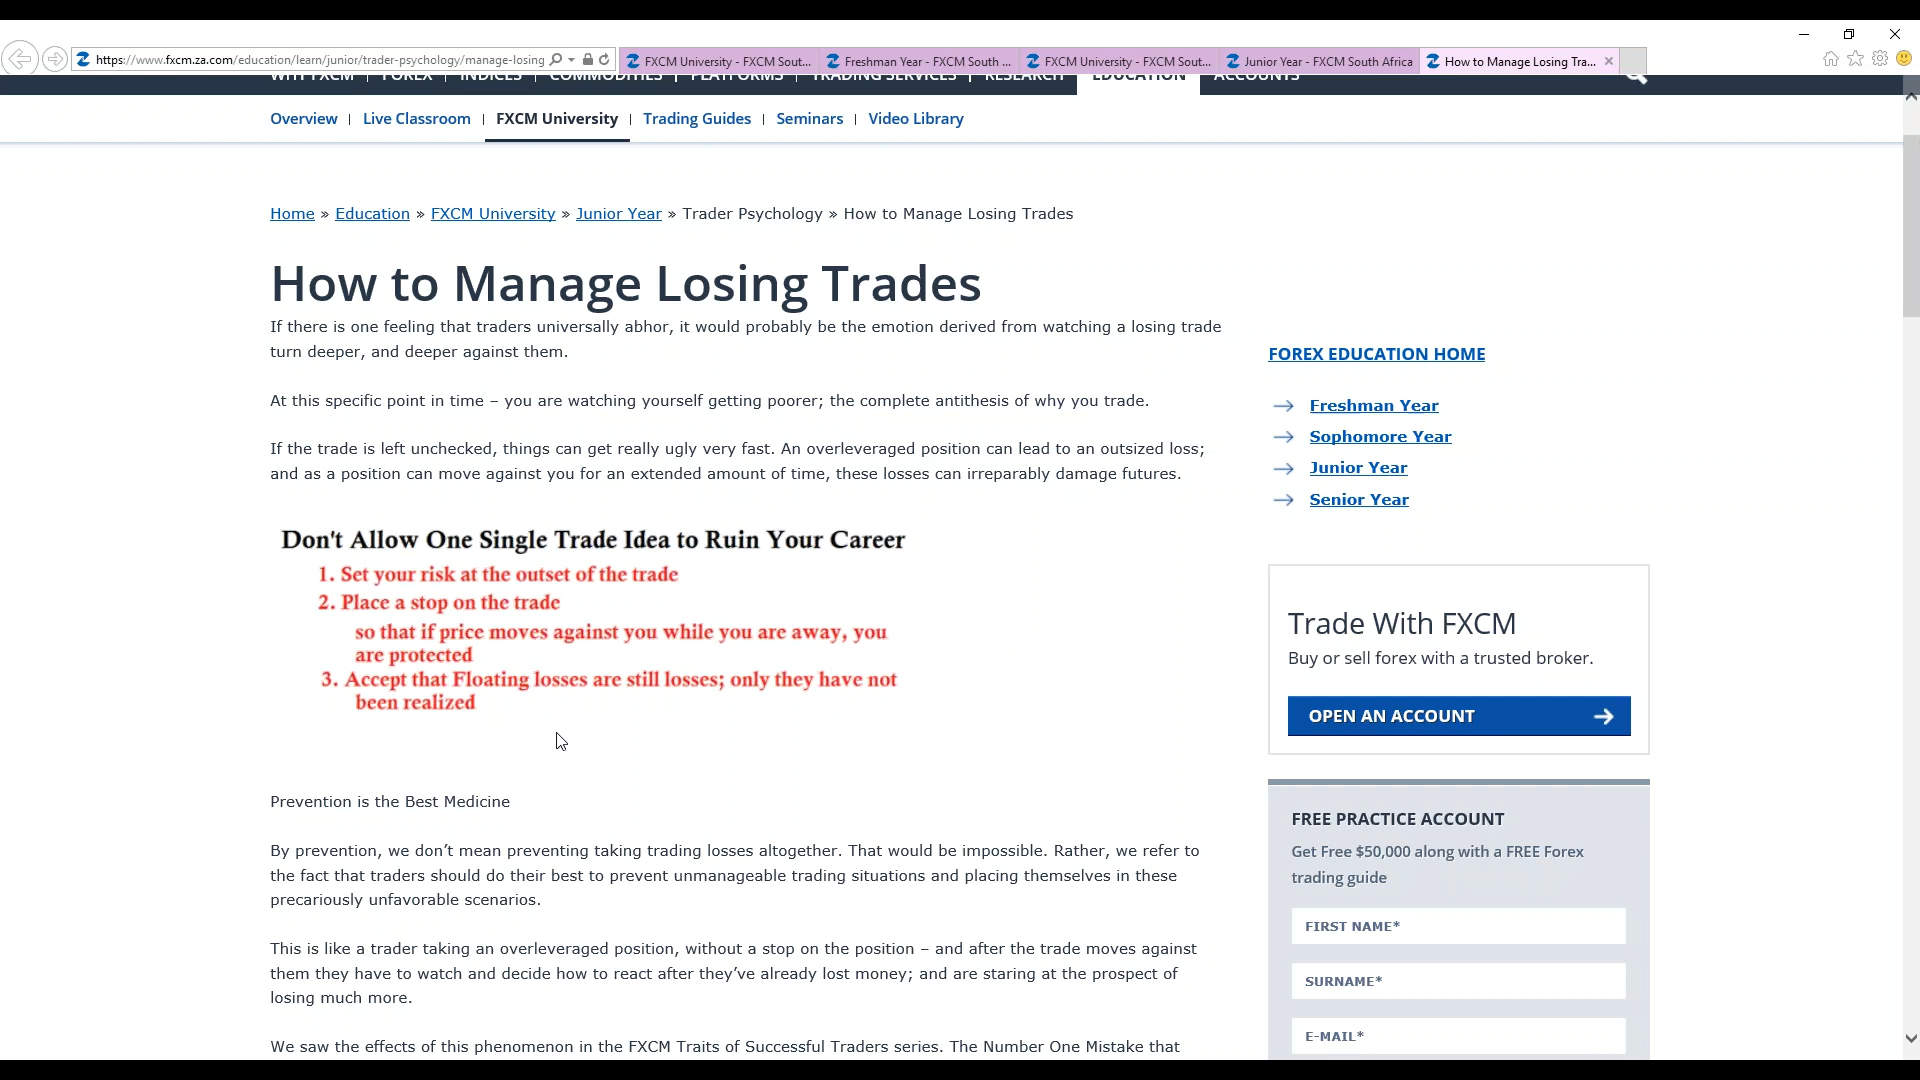 https://www.fxcm.za.com/education/learn/junior/trader-psychology/manage-losing
FXCM University - FXCM Sout...
Freshman Year - FXCM South ...
FXCM University - FXCM Sout...
Junior Year - FXCM South Africa
How to Manage Losing Tra...
WHY FXCM | FOREX | INDICES | COMMODITIES | PLATFORMS | TRADING SERVICES | RESEARCH EDUCATION ACCOUNTS
Overview | Live Classroom | FXCM University | Trading Guides | Seminars | Video Library
Home » Education » FXCM University » Junior Year » Trader Psychology » How to Manage Losing Trades
How to Manage Losing Trades
If there is one feeling that traders universally abhor, it would probably be the emotion derived from watching a losing trade
turn deeper, and deeper against them.
At this specific point in time – you are watching yourself getting poorer; the complete antithesis of why you trade.
If the trade is left unchecked, things can get really ugly very fast. An overleveraged position can lead to an outsized loss;
and as a position can move against you for an extended amount of time, these losses can irreparably damage futures.
Don't Allow One Single Trade Idea to Ruin Your Career
1. Set your risk at the outset of the trade
2. Place a stop on the trade
so that if price moves against you while you are away, you
are protected
3. Accept that Floating losses are still losses; only they have not
been realized
Prevention is the Best Medicine
By prevention, we don’t mean preventing taking trading losses altogether. That would be impossible. Rather, we refer to
the fact that traders should do their best to prevent unmanageable trading situations and placing themselves in these
precariously unfavorable scenarios.
This is like a trader taking an overleveraged position, without a stop on the position – and after the trade moves against
them they have to watch and decide how to react after they’ve already lost money; and are staring at the prospect of
losing much more.
We saw the effects of this phenomenon in the FXCM Traits of Successful Traders series. The Number One Mistake that
FOREX EDUCATION HOME
Freshman Year
Sophomore Year
Junior Year
Senior Year
Trade With FXCM
Buy or sell forex with a trusted broker.
OPEN AN ACCOUNT
FREE PRACTICE ACCOUNT
Get Free $50,000 along with a FREE Forex
trading guide
FIRST NAME*
SURNAME*
E-MAIL*